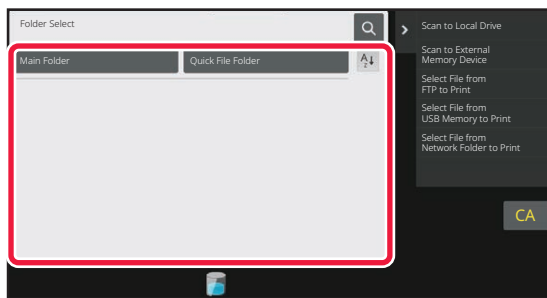 Folder Select
Main Folder
Quick File Folder
A
Z
Scan to Local Drive
Scan to External
Memory Device
Select File from
FTP to Print
Select File from
USB Memory to Print
Select File from
Network Folder to Print
CA